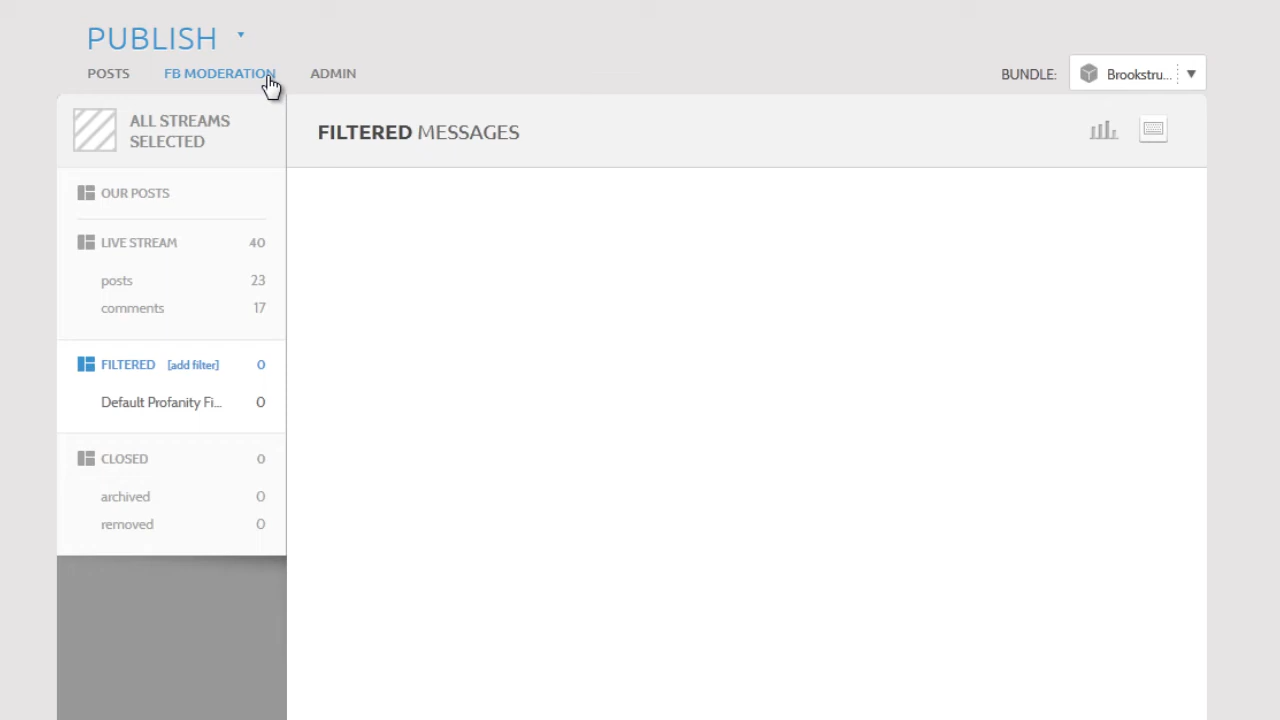 PUBLISH
POSTS FB MODERATION ADMIN
BUNDLE: Brookstru...
ALL STREAMS
SELECTED
FILTERED MESSAGES
OUR POSTS
LIVE STREAM 40
posts 23
comments 17
FILTERED [add filter] 0
Default Profanity Fi... 0
CLOSED 0
archived 0
removed 0